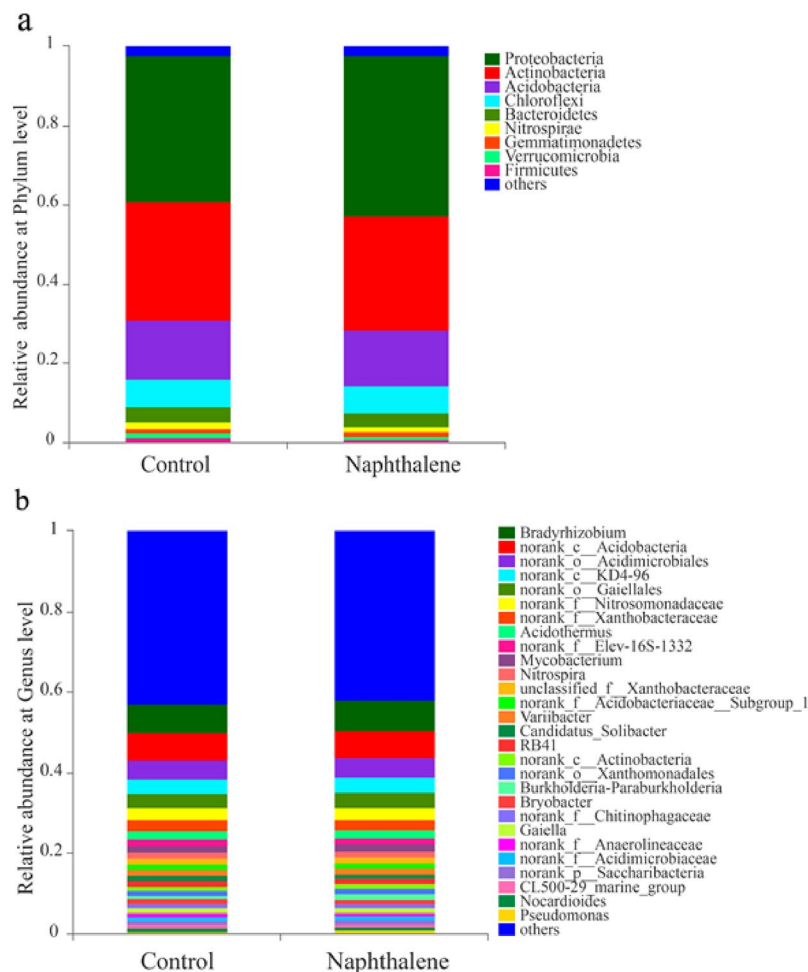 a
Relative abundance at Phylum level
1
0.8
0.6
0.4
0.2
0
Control
Naphthalene
Proteobacteria
Actinobacteria
Acidobacteria
Chloroflexi
Bacteroidetes
Nitrospirae
Gemmatimonadetes
Verrucomicrobia
Firmicutes
others
b
Relative abundance at Genus level
1
0.8
0.6
0.4
0.2
0
Control
Naphthalene
Bradyrhizobium
norank_c__Acidobacteria
norank_o__Acidimicrobiales
norank_c__KD4-96
norank_o__Gaiellales
norank_f__Nitrosomonadaceae
norank_f__Xanthobacteraceae
Acidothermus
norank_f__Elev-16S-1332
Mycobacterium
Nitrospira
unclassified_f__Xanthobacteraceae
norank_f__Acidobacteriaceae__Subgroup_1
Variibacter
Candidatus_Solibacter
RB41
norank_c__Actinobacteria
norank_o__Xanthomonadales
Burkholderia-Paraburkholderia
Bryobacter
norank_f__Chitinophagaceae
Gaiella
norank_f__Anaerolineaceae
norank_f__Acidimicrobiaceae
norank_p__Saccharibacteria
CL500-29_marine_group
Nocardioides
Pseudomonas
others